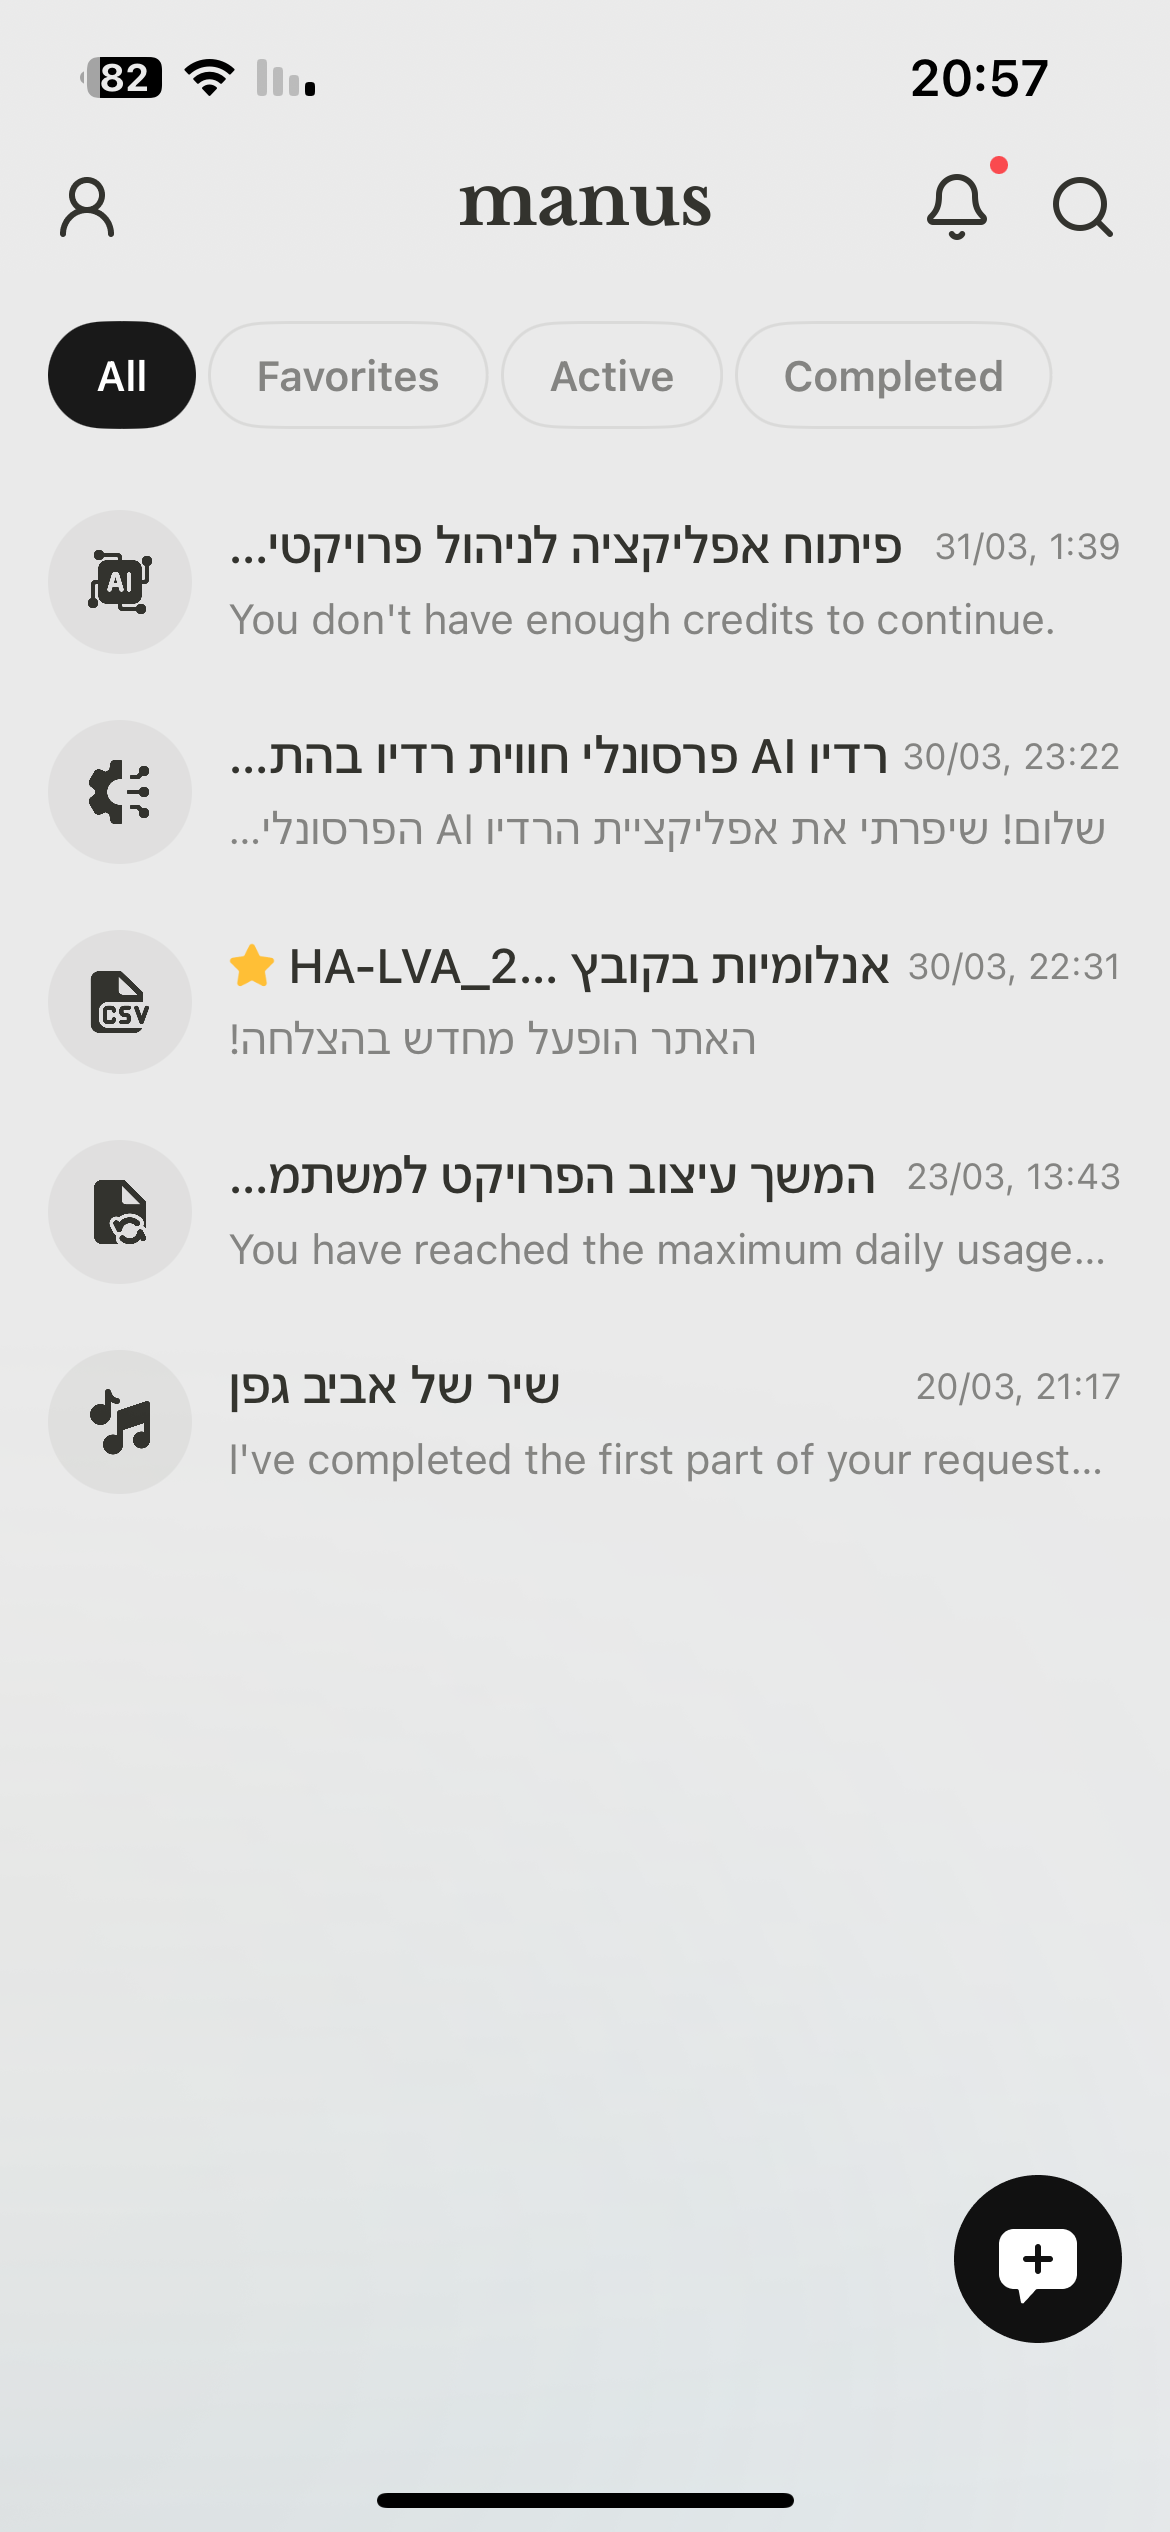 82
20:57
manus
All
Favorites
Active
Completed
פיתוח אפליקציה לניהול פרויקטי...
31/03, 1:39
You don't have enough credits to continue.
רדיו AI פרסונלי חווית רדיו בהת...
30/03, 23:22
שלום! שיפרתי את אפליקציית הרדיו AI הפרסונלי...
אנלומיות בקובץ HA-LVA_2...
30/03, 22:31
CSV
האתר הופעל מחדש בהצלחה!
המשך עיצוב הפרויקט למשתמ...
23/03, 13:43
You have reached the maximum daily usage...
שיר של אביב גפן
20/03, 21:17
I've completed the first part of your request...
AI